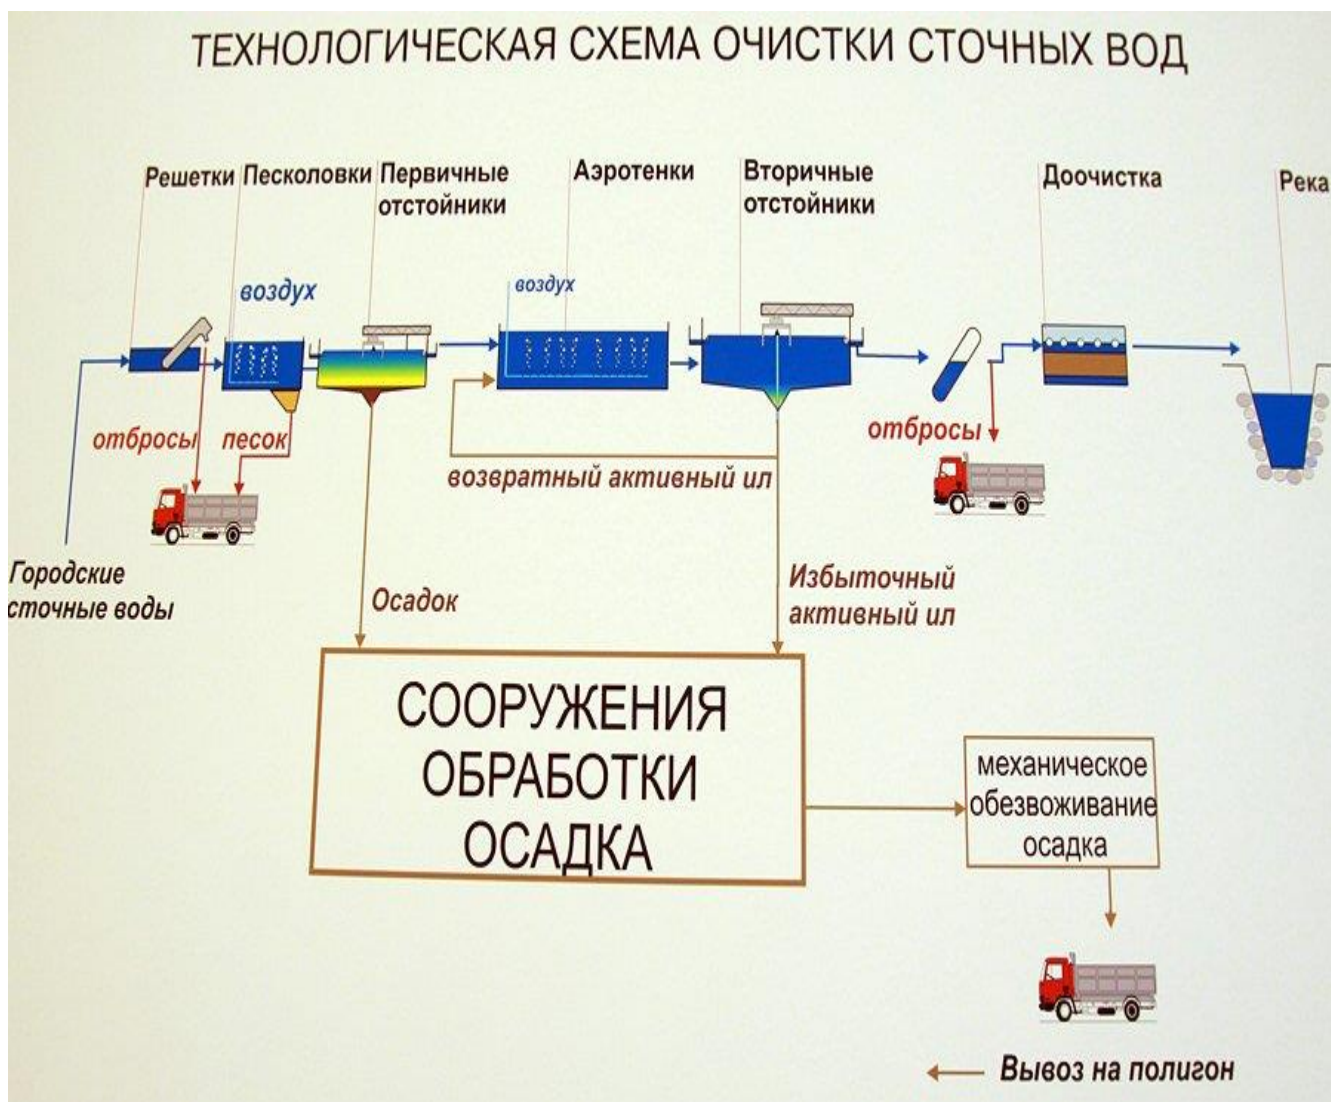 ТЕХНОЛОГИЧЕСКАЯ СХЕМА ОЧИСТКИ СТОЧНЫХ ВОД
Решетки
Песколовки
Первичные
отстойники
Аэротенки
Вторичные
отстойники
Доочистка
Река
воздух
воздух
отбросы
песок
возвратный активный ил
отбросы
Городские
сточные воды
Осадок
Избыточный
активный ил
СООРУЖЕНИЯ
ОБРАБОТКИ
ОСАДКА
механическое
обезвоживание
осадка
Вывоз на полигон